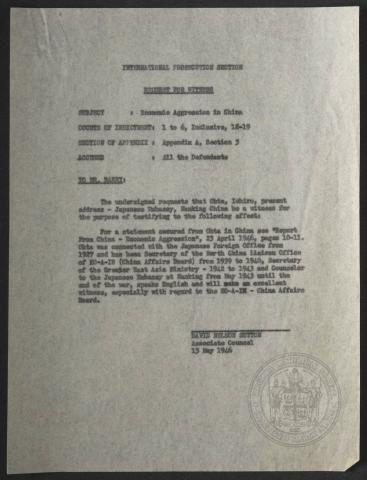 INTERNATIONAL PROSECUTION SECTION
REQUEST FOR WITNESS
SUBJECT : Economic Aggression in China
COUNTS OF INDICTMENT: 1 to 6, Inclusive, 18-19
SECTION OF APPENDIX : Appendix A, Section 3
ACCUSED : All the Defendants
TO MR. :
The undersigned requests that Ohta, Ichiro, present
address - Japanese Embassy, Nanking China be a witness for
the purpose of testifying to the following effect:
For a statement secured from Ohta in China see "Report
From China - Economic Aggression", 23 April 1946, pages 10-11.
Ohta was connected with the Japanese Foreign Office from
1927 and has been Secretary of the North China Liaison Office
of KO-A-IN (China Affairs Board) from 1939 to 1940, Secretary
of the Greater East Asia Ministry - 1942 to 1943 and Counselor
to the Japanese Embassy at Nanking from May 1943 until the
end of the war, speaks English and will make an excellent
witness, especially with regard to the KO-A-IN - China Affairs
Board.
DAVID NELSON SUTTON
Associate Counsel
13 May 1946